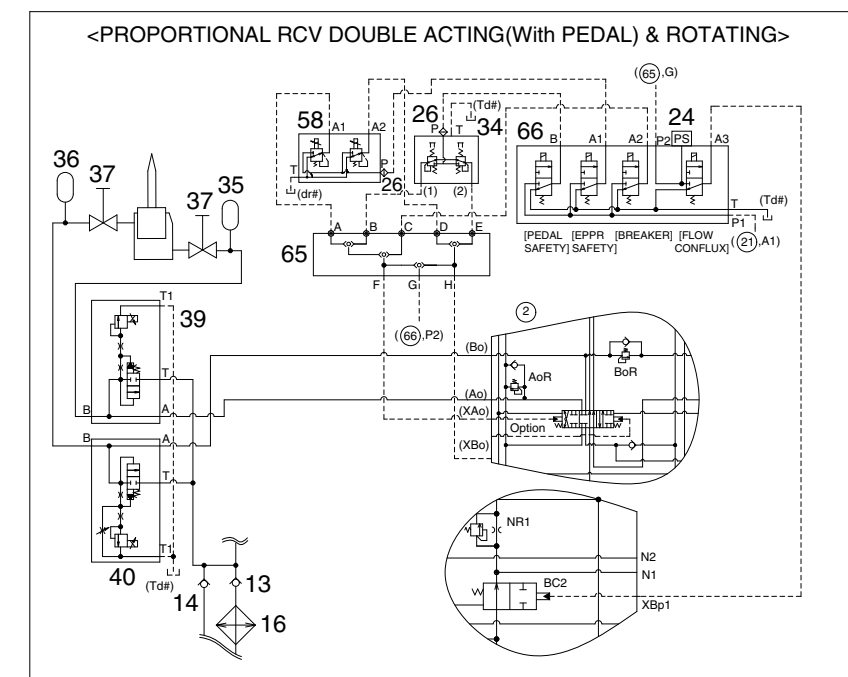 <PROPORTIONAL RCV DOUBLE ACTING(With PEDAL) & ROTATING>
((65),G)
58
A1
A2
T
P
26
(dr#)
26
(Td#)
34
P
T
(1)
(2)
66
B
A1
A2
P2
PS
24
A3
T
(Td#)
P1
((21),A1)
[PEDAL SAFETY]
[EPPR SAFETY]
[BREAKER]
[FLOW CONFLUX]
36
37
37
35
65
A
B
C
D
E
F
G
H
((66),P2)
T1
39
T
B
A
B
A
T
T1
40
(Td#)
14
13
16
2
(Bo)
BoR
AoR
(Ao)
(XAo)
Option
(XBo)
NR1
N2
N1
BC2
XBp1